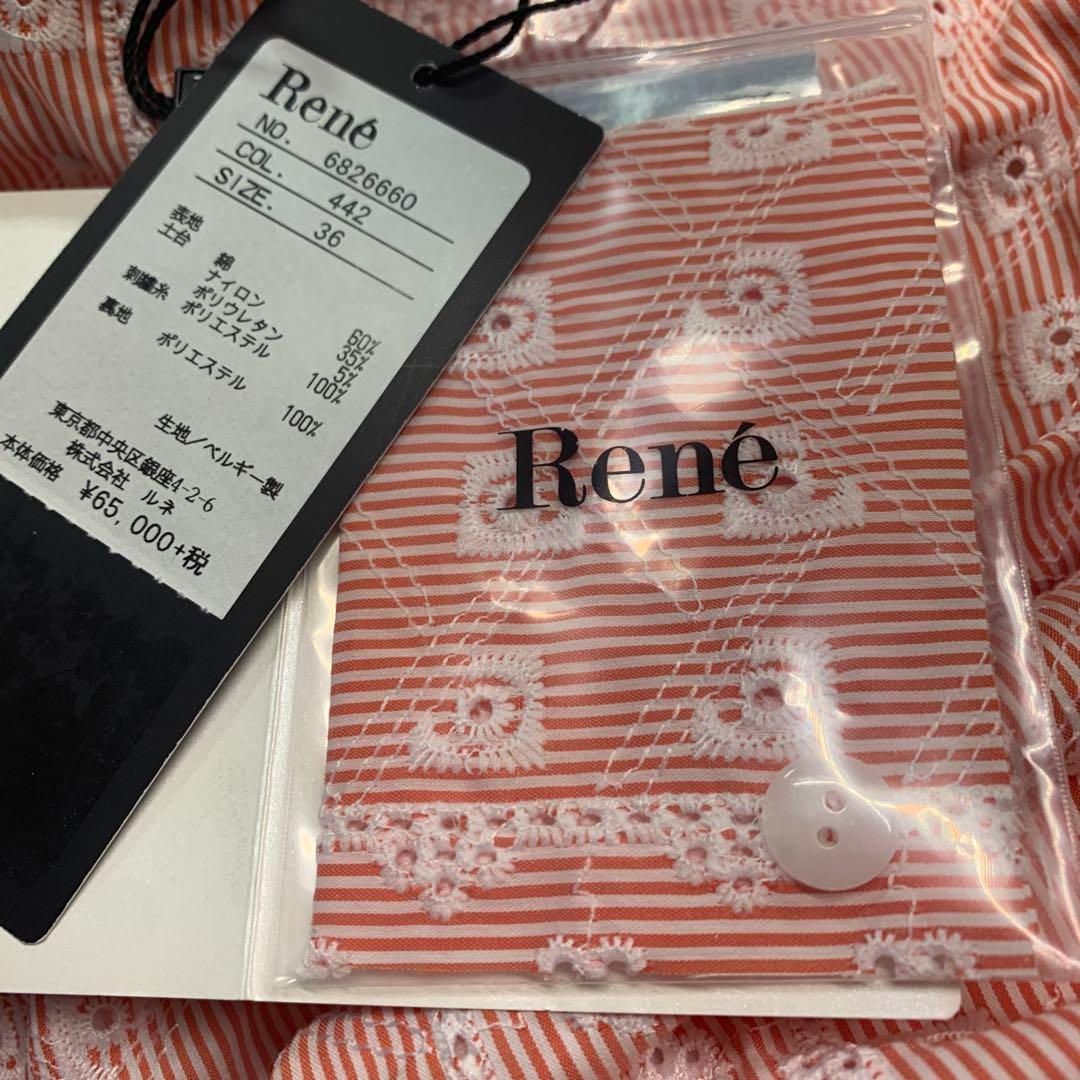 René
NO. 6826660
COL. 442
SIZE. 36
表地
土台 綿 60%
ナイロン 35%
ポリウレタン 5%
刺繍糸 ポリエステル 100%
裏地 ポリエステル 100%
生地/ベルギー製
東京都中央区銀座4-2-6
株式会社 ルネ
本体価格 ¥65,000+税
René